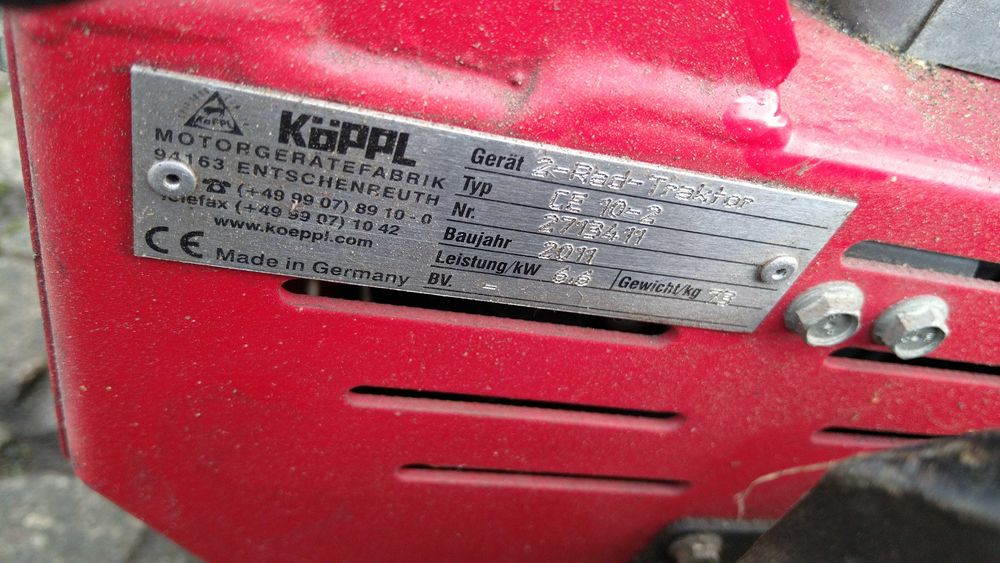 KöPPL
MOTORGERÄTEFABRIK
94163 ENTSCHENREUTH
☎ (+49 99 07) 89 10 - 0
Telefax (+49 99 07) 10 42
www.koeppl.com
CE Made in Germany
Gerät 2-Rad-Traktor
Typ CE 10-2
Nr. 2713411
Baujahr 2011
Leistung/kW 6.6 Gewicht/kg 78
BV. -